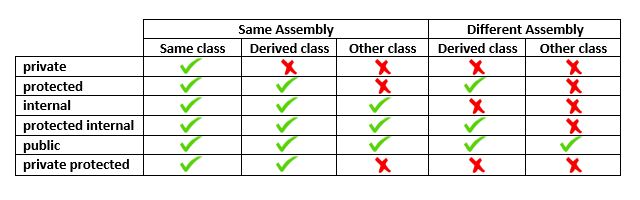 Same Assembly Different Assembly
Same class Derived class Other class Derived class Other class
private
protected
internal
protected internal
public
private protected